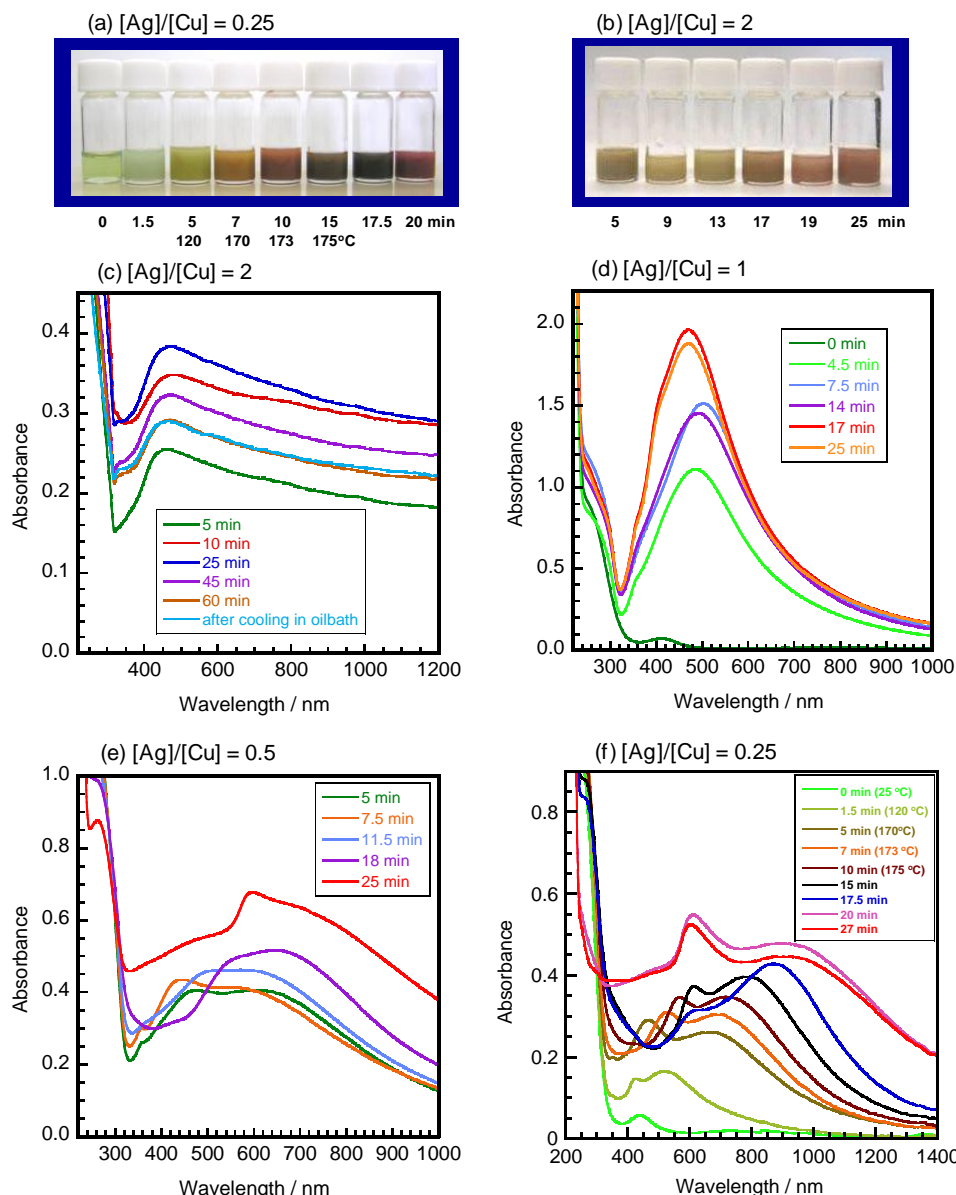 (a) [Ag]/[Cu] = 0.25
(b) [Ag]/[Cu] = 2
0 1.5 5 7 10 15 17.5 20 min
120 170 173 175ºC
5 9 13 17 19 25 min
(c) [Ag]/[Cu] = 2
0.4
0.3
0.2
0.1
0.0
Absorbance
5 min
10 min
25 min
45 min
60 min
after cooling in oilbath
400 600 800 1000 1200
Wavelength / nm
(d) [Ag]/[Cu] = 1
2.0
1.5
1.0
0.5
0.0
Absorbance
0 min
4.5 min
7.5 min
14 min
17 min
25 min
300 400 500 600 700 800 900 1000
Wavelength / nm
(e) [Ag]/[Cu] = 0.5
1.0
0.8
0.6
0.4
0.2
0.0
Absorbance
5 min
7.5 min
11.5 min
18 min
25 min
300 400 500 600 700 800 900 1000
Wavelength / nm
(f) [Ag]/[Cu] = 0.25
0.8
0.6
0.4
0.2
0
Absorbance
0 min (25 ºC)
1.5 min (120 ºC)
5 min (170ºC)
7 min (173 ºC)
10 min (175 ºC)
15 min
17.5 min
20 min
27 min
200 400 600 800 1000 1200 1400
Wavelength / nm